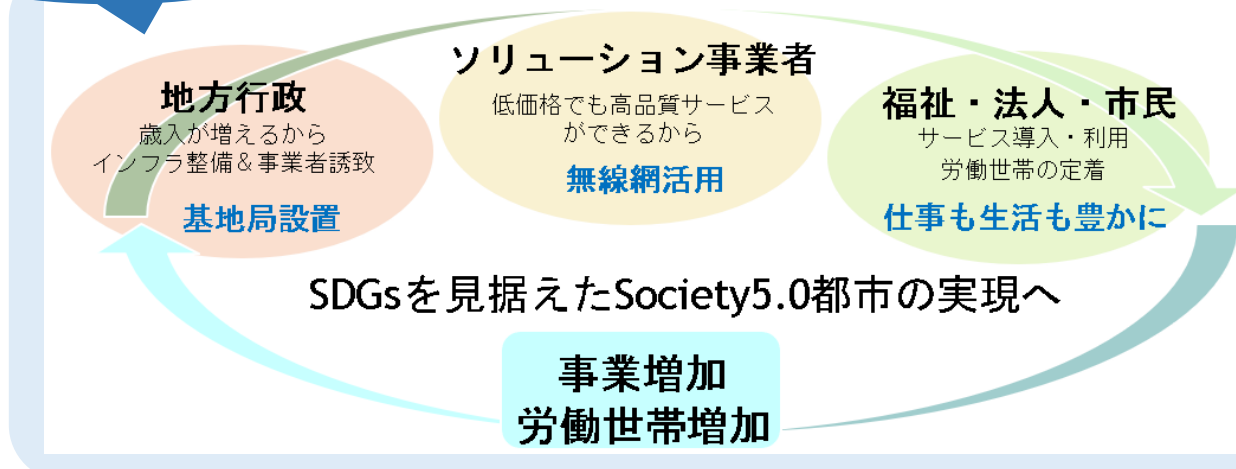 地方行政
歳入が増えるから
インフラ整備＆事業者誘致
基地局設置
ソリューション事業者
低価格でも高品質サービス
ができるから
無線網活用
福祉・法人・市民
サービス導入・利用
労働世帯の定着
仕事も生活も豊かに
SDGsを見据えたSociety5.0都市の実現へ
事業増加
労働世帯増加